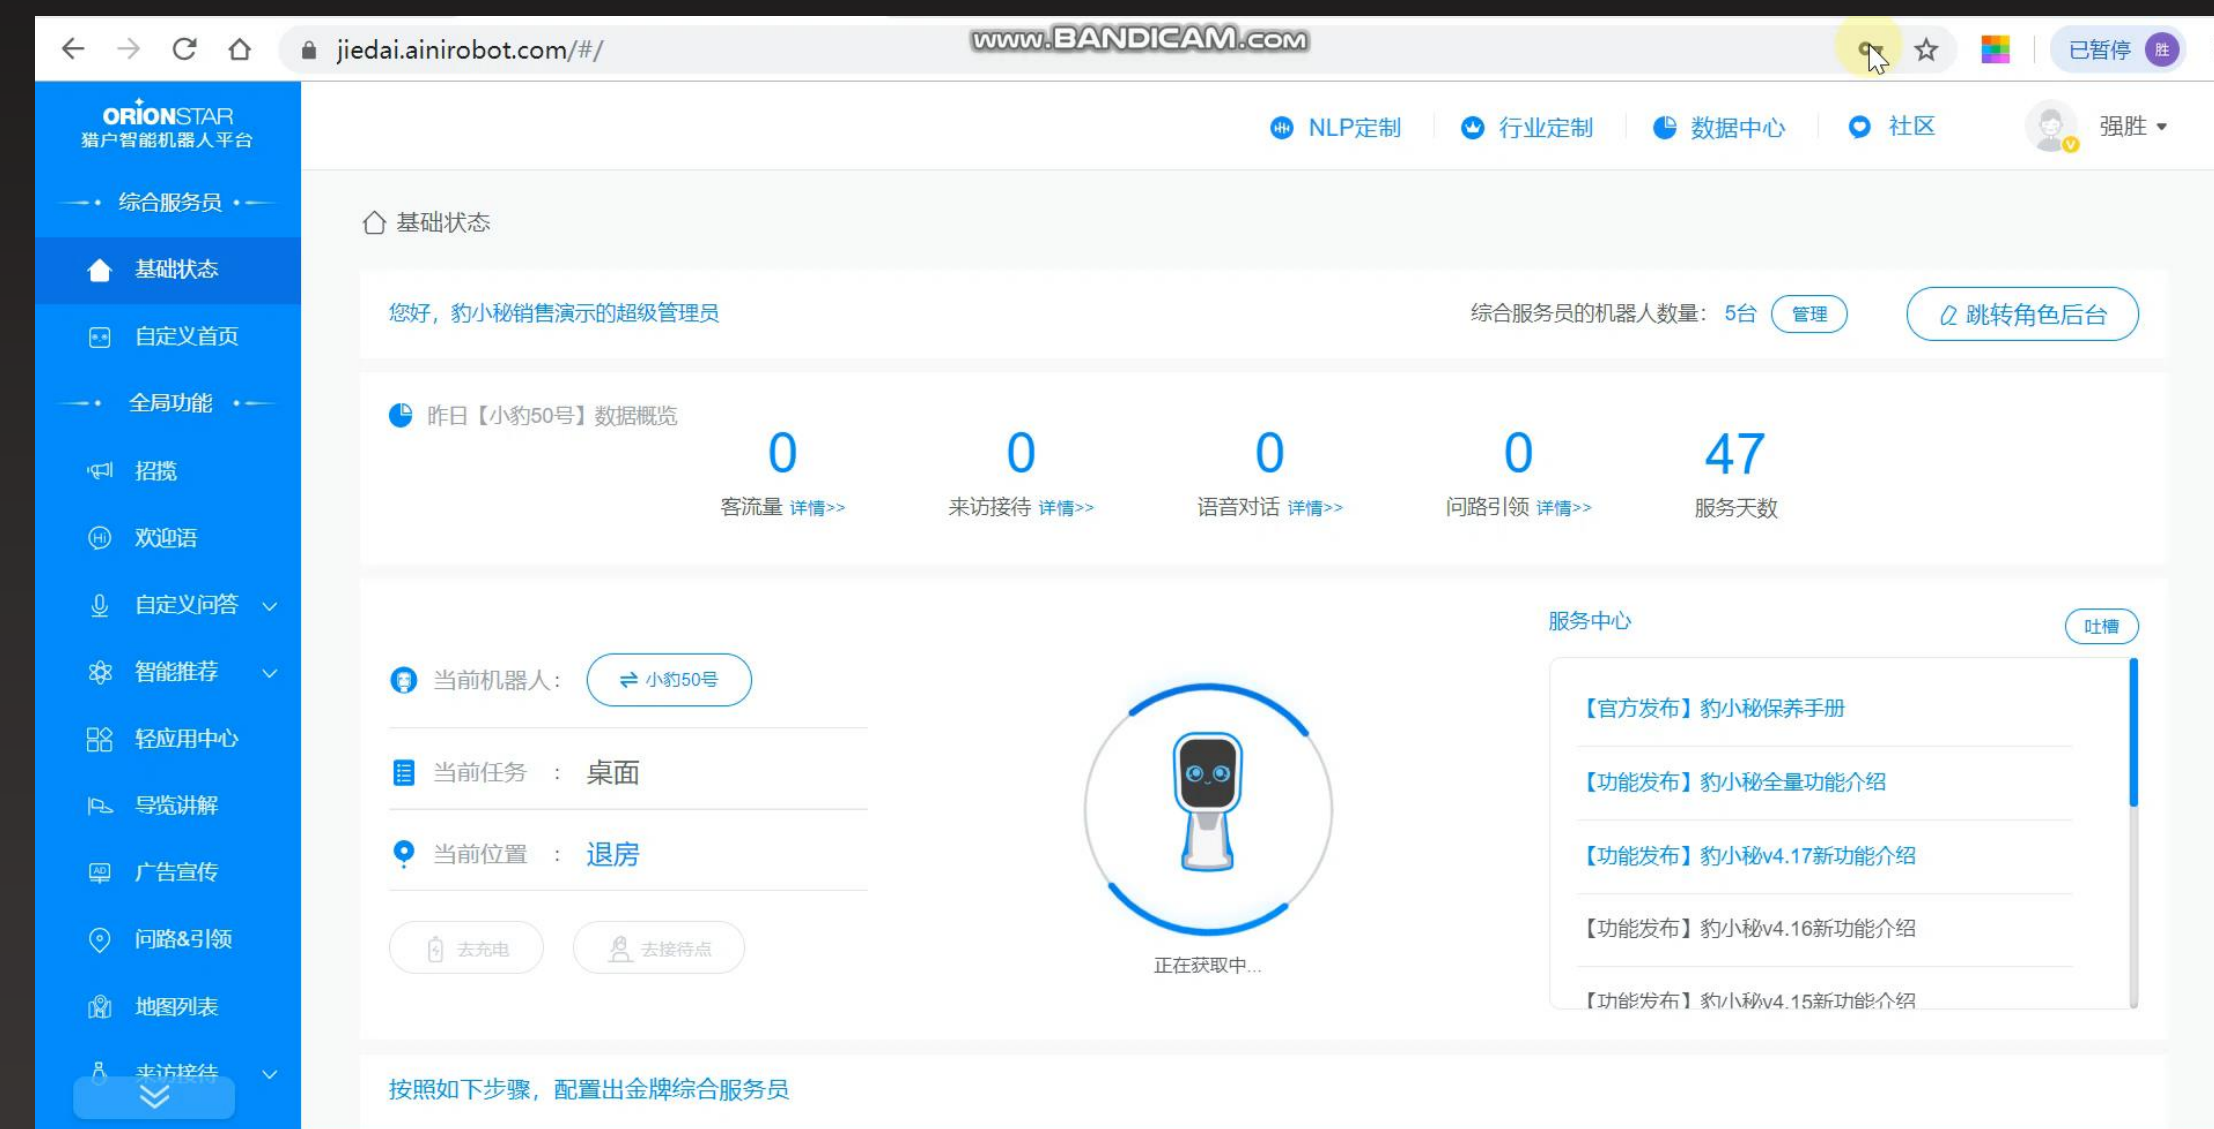 jiedai.ainirobot.com/#/
www.BANDICAM.com
已暂停
胜
ORIONSTAR
猎户智能机器人平台
NLP定制
行业定制
数据中心
社区
强胜
综合服务员
基础状态
自定义首页
全局功能
招揽
欢迎语
自定义问答
智能推荐
轻应用中心
导览讲解
广告宣传
问路&引领
地图列表
来访接待
基础状态
您好，豹小秘销售演示的超级管理员
综合服务员的机器人数量： 5台 管理
跳转角色后台
昨日【小豹50号】数据概览
0 0 0 0 47
客流量 详情>> 来访接待 详情>> 语音对话 详情>> 问路引领 详情>> 服务天数
当前机器人： 小豹50号
当前任务 ： 桌面
当前位置 ： 退房
去充电 去接待点
正在获取中...
服务中心 吐槽
【官方发布】豹小秘保养手册
【功能发布】豹小秘全量功能介绍
【功能发布】豹小秘v4.17新功能介绍
【功能发布】豹小秘v4.16新功能介绍
【功能发布】豹小秘v4.15新功能介绍
按照如下步骤，配置出金牌综合服务员